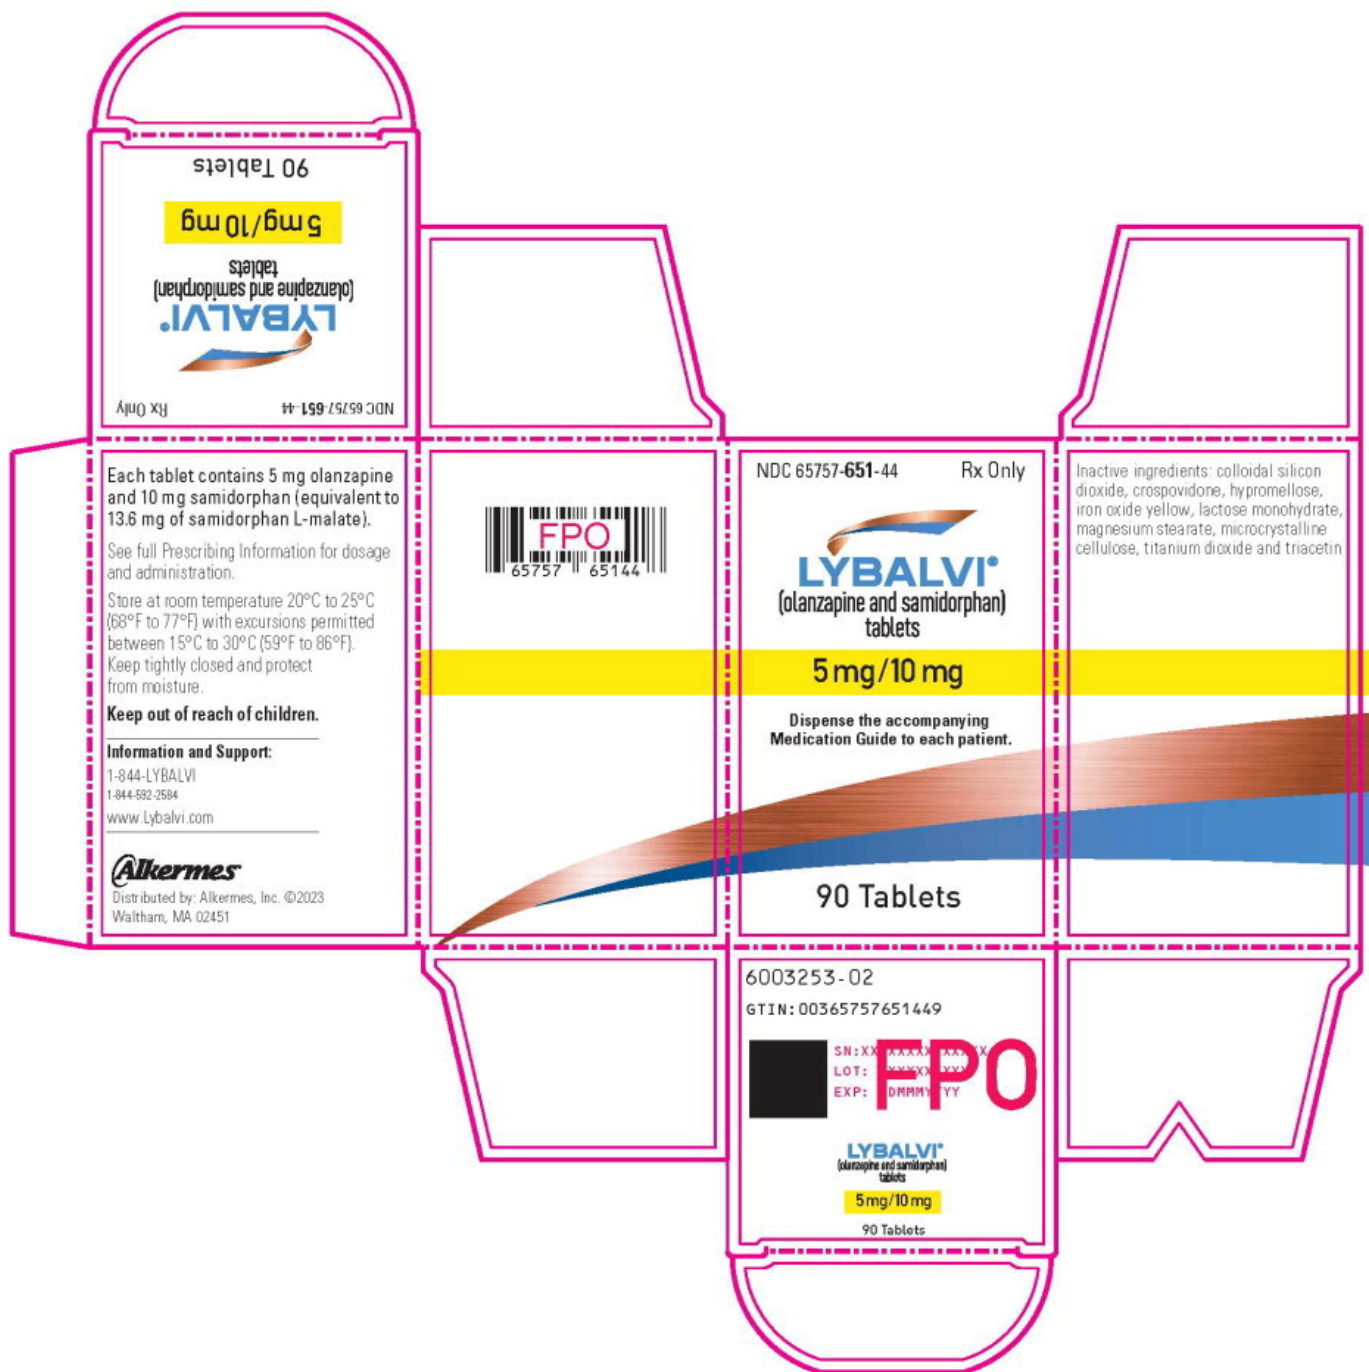 90 Tablets
5 mg/10 mg
LYBALVI®
(olanzapine and samidorphan)
tablets
NDC 65757-651-44
Rx Only
Each tablet contains 5 mg olanzapine
and 10 mg samidorphan (equivalent to
13.6 mg of samidorphan L-malate).
See full Prescribing Information for dosage
and administration.
Store at room temperature 20°C to 25°C
(68°F to 77°F) with excursions permitted
between 15°C to 30°C (59°F to 86°F).
Keep tightly closed and protect
from moisture.
Keep out of reach of children.
Information and Support:
1-844-LYBALVI
1-844-592-2584
www.Lybalvi.com
Alkermes®
Distributed by: Alkermes, Inc. ©2023
Waltham, MA 02451
FPO
65757 65144
NDC 65757-651-44 Rx Only
LYBALVI®
(olanzapine and samidorphan)
tablets
5 mg/10 mg
Dispense the accompanying
Medication Guide to each patient.
90 Tablets
Inactive ingredients: colloidal silicon
dioxide, crospovidone, hypromellose,
iron oxide yellow, lactose monohydrate,
magnesium stearate, microcrystalline
cellulose, titanium dioxide and triacetin
6003253-02
GTIN:00365757651449
SN:
LOT:
EXP:
FPO
LYBALVI®
(olanzapine and samidorphan)
tablets
5 mg/10 mg
90 Tablets